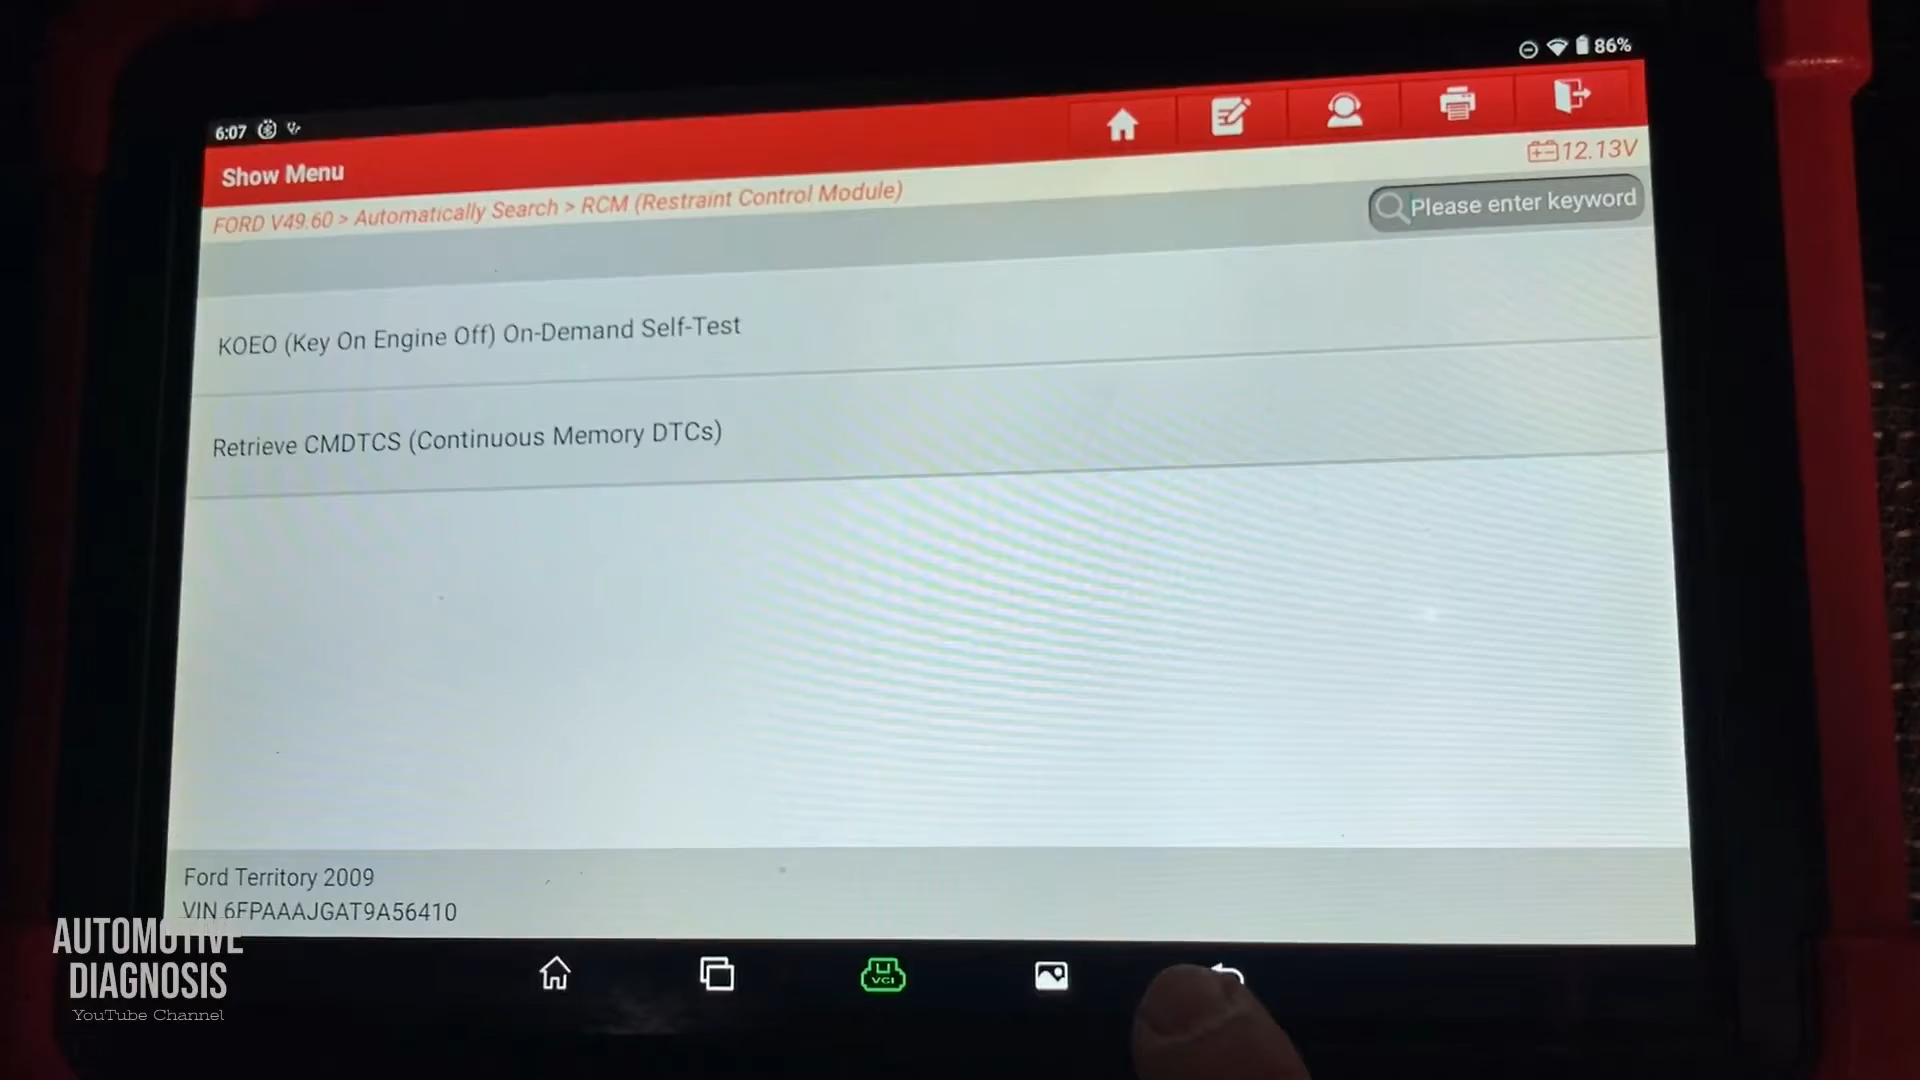 86%
6:07
Show Menu
12.13V
FORD V49.60 > Automatically Search > RCM (Restraint Control Module)
Please enter keyword
KOEO (Key On Engine Off) On-Demand Self-Test
Retrieve CMDTCS (Continuous Memory DTCs)
Ford Territory 2009
VIN 6FPAAAJGAT9A56410
AUTOMOTIVE
DIAGNOSIS
YouTube Channel
VCI